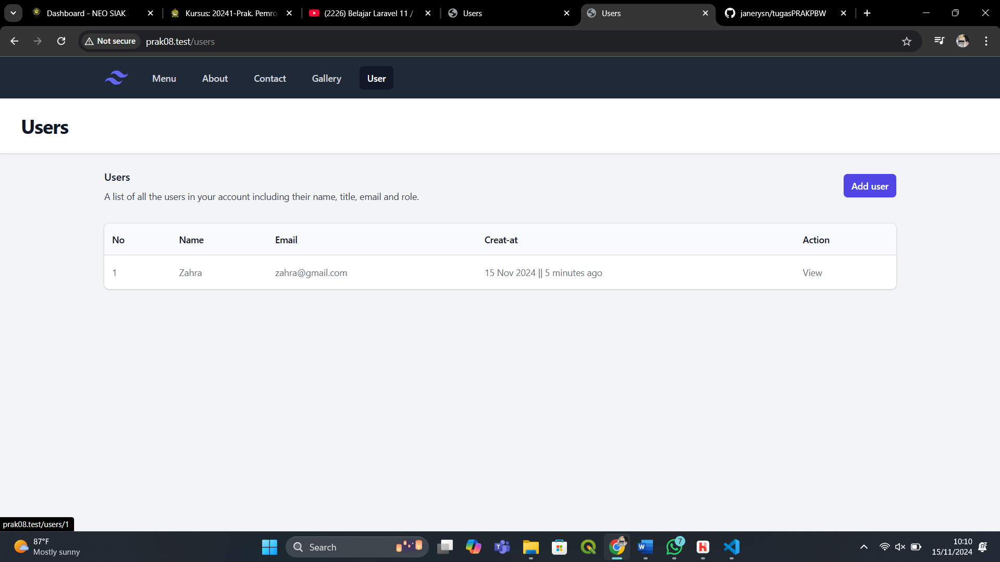 Dashboard - NEO SIAK
Kursus: 20241-Prak. Pemro
(2226) Belajar Laravel 11 /
Users
Users
janerysn/tugasPRAKPBW
Not secure
prak08.test/users
Menu
About
Contact
Gallery
User
Users
Users
A list of all the users in your account including their name, title, email and role.
Add user
No Name Email Creat-at Action
1 Zahra zahra@gmail.com 15 Nov 2024 || 5 minutes ago View
prak08.test/users/1
87°F
Mostly sunny
Search
7
10:10
15/11/2024